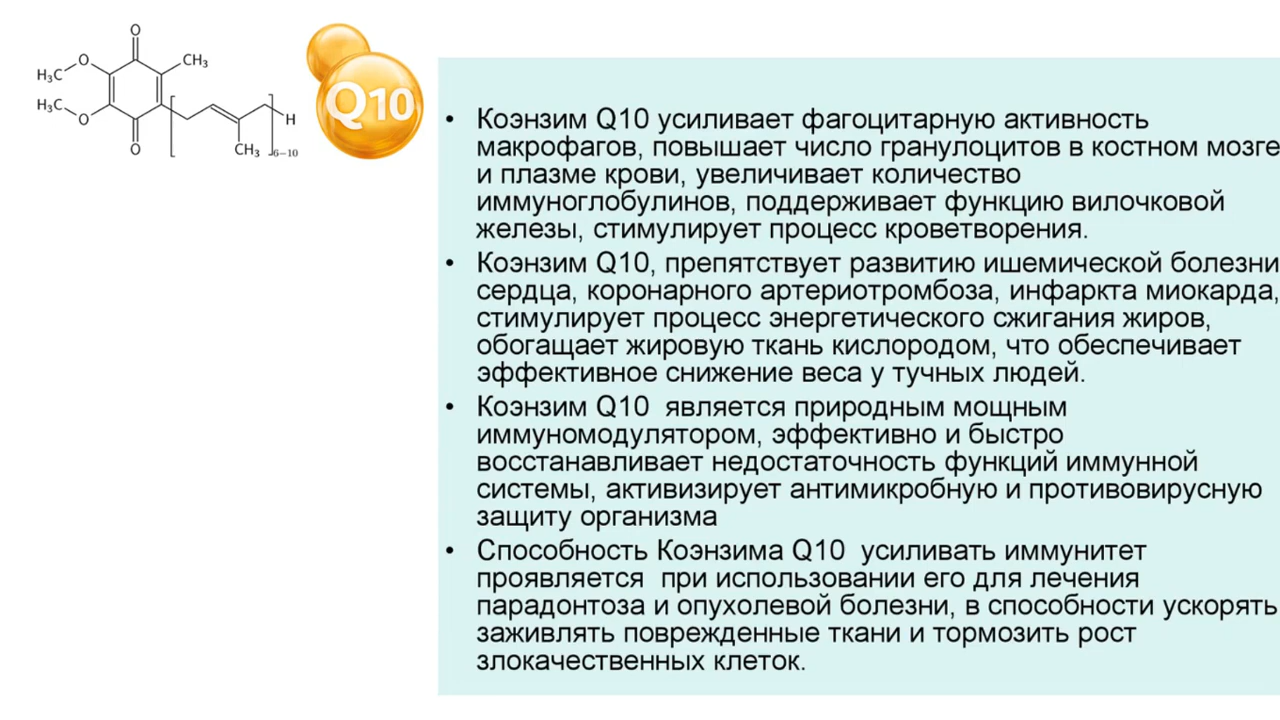 O
O
CH₃
H₃C
H₃C
O
O
CH₃
H
6–10
Q10
• Коэнзим Q10 усиливает фагоцитарную активность
макрофагов, повышает число гранулоцитов в костном мозге
и плазме крови, увеличивает количество
иммуноглобулинов, поддерживает функцию вилочковой
железы, стимулирует процесс кроветворения.
• Коэнзим Q10, препятствует развитию ишемической болезни
сердца, коронарного артериотромбоза, инфаркта миокарда,
стимулирует процесс энергетического сжигания жиров,
обогащает жировую ткань кислородом, что обеспечивает
эффективное снижение веса у тучных людей.
• Коэнзим Q10  является природным мощным
иммуномодулятором, эффективно и быстро
восстанавливает недостаточность функций иммунной
системы, активизирует антимикробную и противовирусную
защиту организма
• Способность Коэнзима Q10  усиливать иммунитет
проявляется  при использовании его для лечения
парадонтоза и опухолевой болезни, в способности ускорять
заживлять поврежденные ткани и тормозить рост
злокачественных клеток.